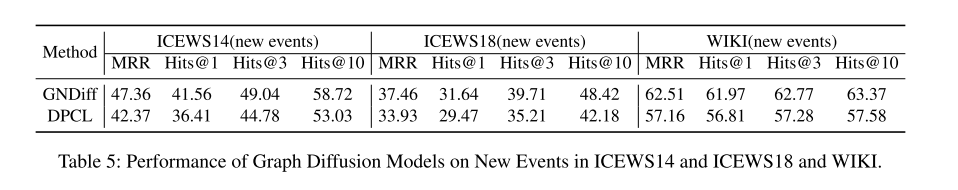 Method ICEWS14(new events) ICEWS18(new events) WIKI(new events)
MRR Hits@1 Hits@3 Hits@10 MRR Hits@1 Hits@3 Hits@10 MRR Hits@1 Hits@3 Hits@10
GNDiff 47.36 41.56 49.04 58.72 37.46 31.64 39.71 48.42 62.51 61.97 62.77 63.37
DPCL 42.37 36.41 44.78 53.03 33.93 29.47 35.21 42.18 57.16 56.81 57.28 57.58
Table 5: Performance of Graph Diffusion Models on New Events in ICEWS14 and ICEWS18 and WIKI.